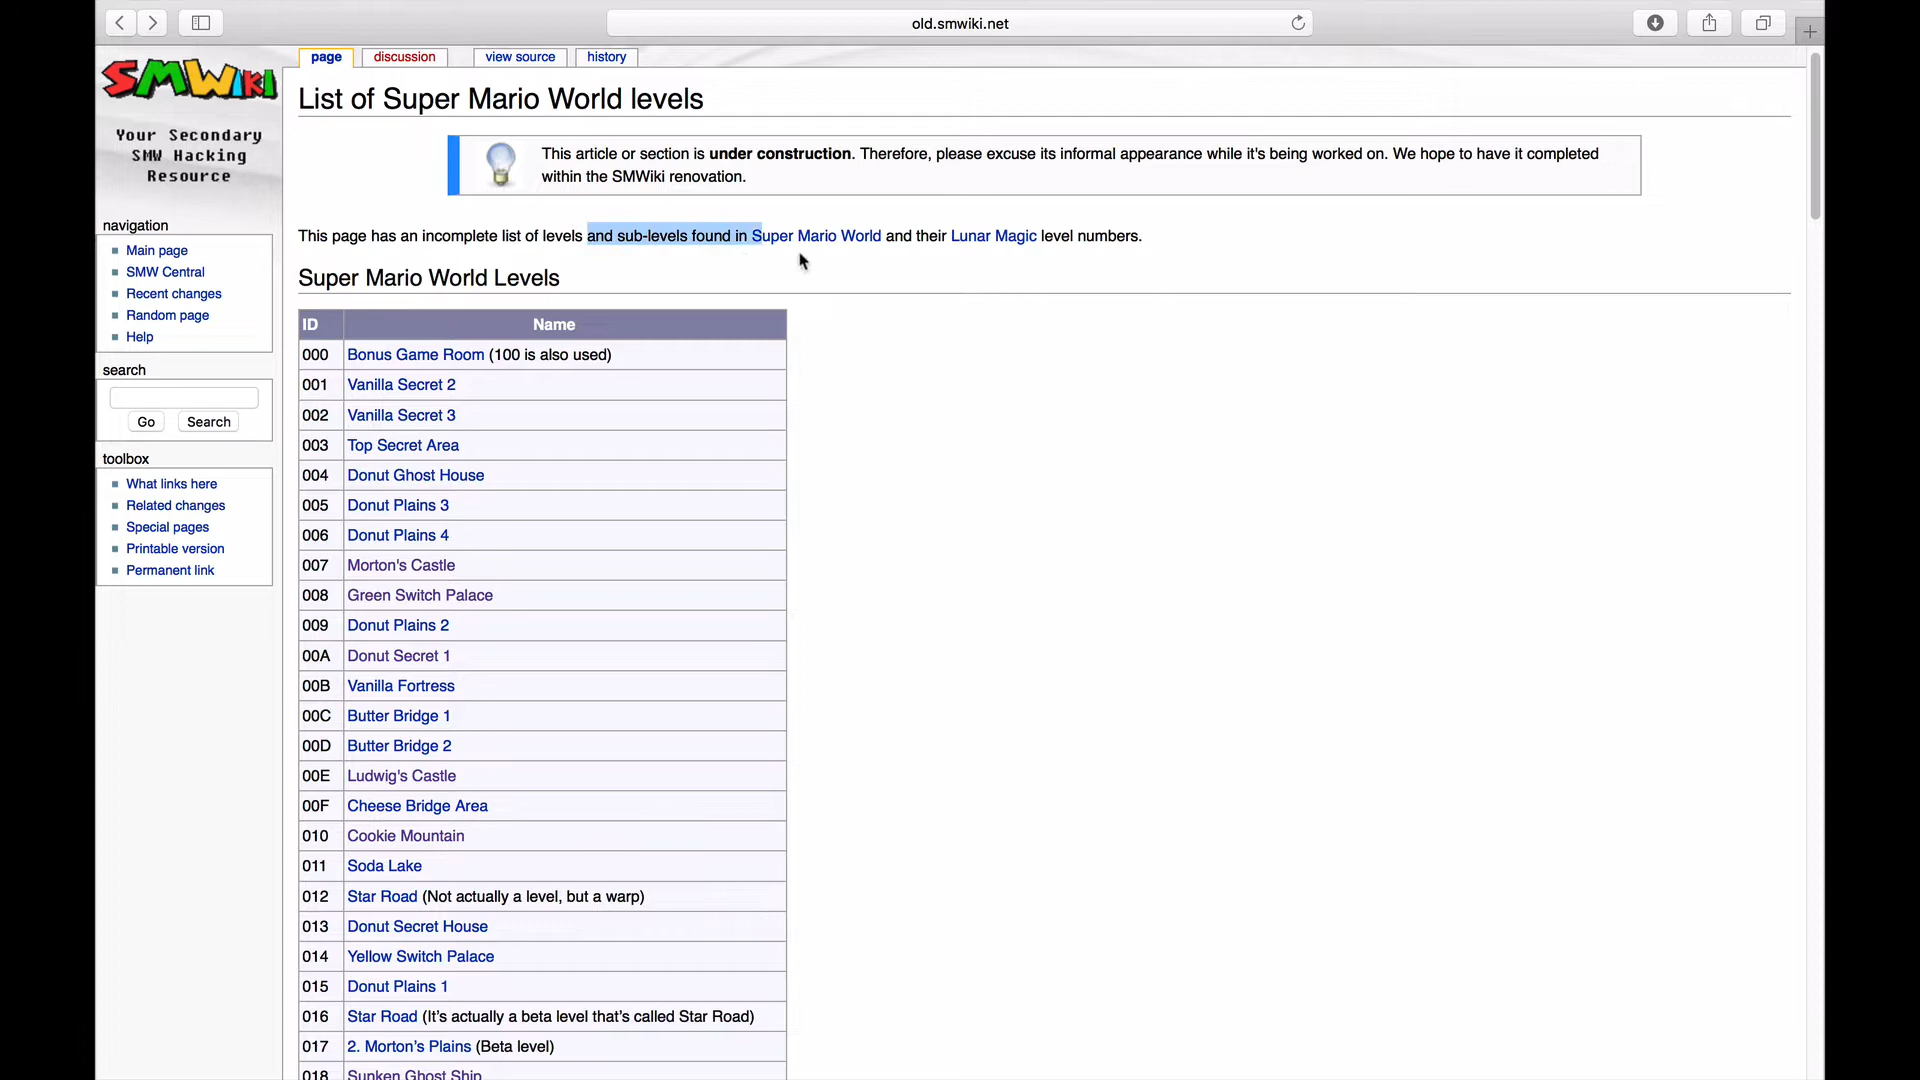 old.smwiki.net
SMWiki
Your Secondary
SMW Hacking
Resource
page
discussion
view source
history
List of Super Mario World levels
This article or section is under construction. Therefore, please excuse its informal appearance while it's being worked on. We hope to have it completed
within the SMWiki renovation.
This page has an incomplete list of levels and sub-levels found in Super Mario World and their Lunar Magic level numbers.
navigation
Main page
SMW Central
Recent changes
Random page
Help
search
Go Search
toolbox
What links here
Related changes
Special pages
Printable version
Permanent link
Super Mario World Levels
ID Name
000 Bonus Game Room (100 is also used)
001 Vanilla Secret 2
002 Vanilla Secret 3
003 Top Secret Area
004 Donut Ghost House
005 Donut Plains 3
006 Donut Plains 4
007 Morton's Castle
008 Green Switch Palace
009 Donut Plains 2
00A Donut Secret 1
00B Vanilla Fortress
00C Butter Bridge 1
00D Butter Bridge 2
00E Ludwig's Castle
00F Cheese Bridge Area
010 Cookie Mountain
011 Soda Lake
012 Star Road (Not actually a level, but a warp)
013 Donut Secret House
014 Yellow Switch Palace
015 Donut Plains 1
016 Star Road (It's actually a beta level that's called Star Road)
017 2. Morton's Plains (Beta level)
018 Sunken Ghost Ship